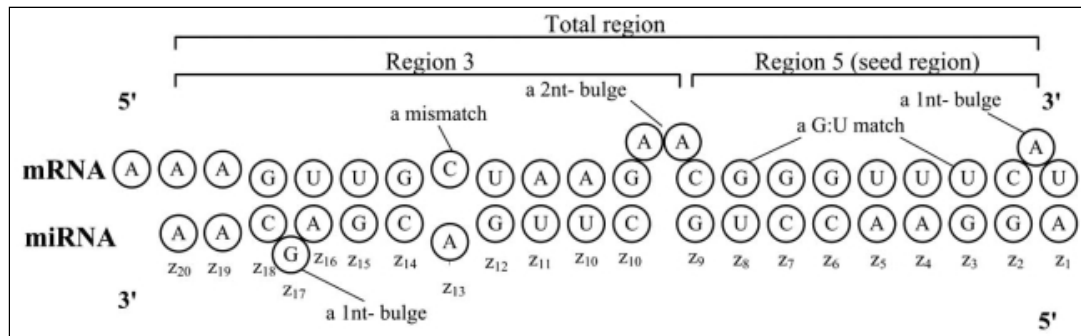 Total region
Region 3 Region 5 (seed region)
5' a mismatch a 2nt- bulge a G:U match a 1nt- bulge 3'
A A A
mRNA A A A G U U G C U A A G C G G G U U U C U
miRNA A A C A G C A G U U C G U C C A A G G A
G
z20 z19 z18 z17 z16 z15 z14 z13 z12 z11 z10 z10 z9 z8 z7 z6 z5 z4 z3 z2 z1
3' a 1nt- bulge 5'